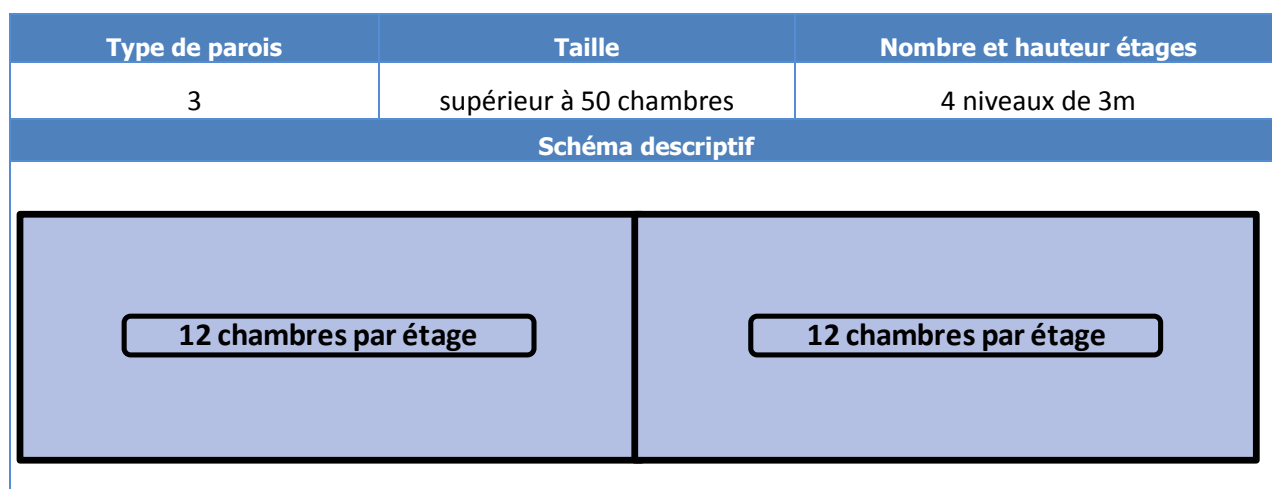 Type de parois Taille Nombre et hauteur étages
3 supérieur à 50 chambres 4 niveaux de 3m
Schéma descriptif
12 chambres par étage 12 chambres par étage